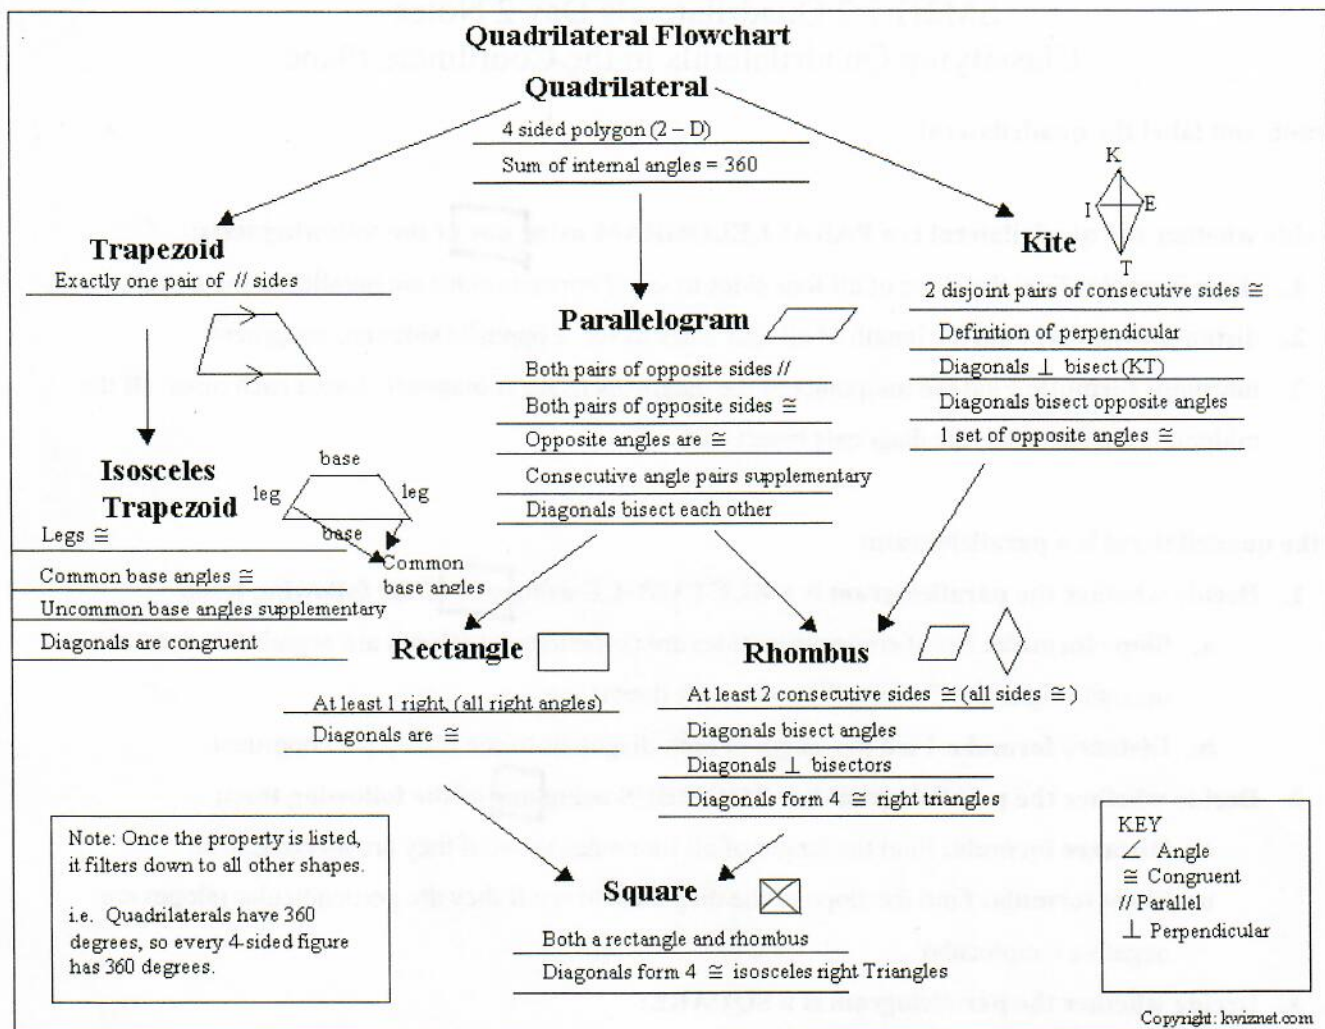 Quadrilateral Flowchart
Quadrilateral
4 sided polygon (2 – D)
Sum of internal angles = 360
Trapezoid
Exactly one pair of // sides
Isosceles
Trapezoid
base
leg
leg
base
Common
base angles
Legs ≅
Common base angles ≅
Uncommon base angles supplementary
Diagonals are congruent
Parallelogram
Both pairs of opposite sides //
Both pairs of opposite sides ≅
Opposite angles are ≅
Consecutive angle pairs supplementary
Diagonals bisect each other
Kite
K
I
E
T
2 disjoint pairs of consecutive sides ≅
Definition of perpendicular
Diagonals ⊥ bisect (KT)
Diagonals bisect opposite angles
1 set of opposite angles ≅
Rectangle
At least 1 right, (all right angles)
Diagonals are ≅
Rhombus
At least 2 consecutive sides ≅ (all sides ≅)
Diagonals bisect angles
Diagonals ⊥ bisectors
Diagonals form 4 ≅ right triangles
Square
Both a rectangle and rhombus
Diagonals form 4 ≅ isosceles right Triangles
Note: Once the property is listed,
it filters down to all other shapes.
i.e. Quadrilaterals have 360
degrees, so every 4-sided figure
has 360 degrees.
KEY
∠ Angle
≅ Congruent
// Parallel
⊥ Perpendicular
Copyright: kwiznet.com